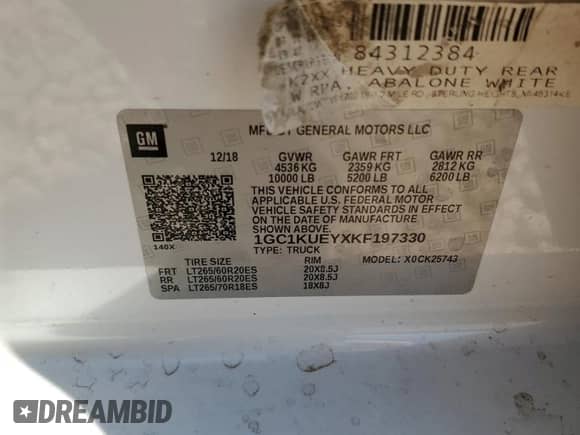 84312384
K2XX HEAVY DUTY REAR
W RPA, ABALONE WHITE
GM
MFD BY GENERAL MOTORS LLC
12/18 GVWR GAWR FRT GAWR RR
4536 KG 2359 KG 2812 KG
10000 LB 5200 LB 6200 LB
THIS VEHICLE CONFORMS TO ALL
APPLICABLE U.S. FEDERAL MOTOR
VEHICLE SAFETY STANDARDS IN EFFECT
ON THE DATE OF MANUFACTURE
SHOWN ABOVE.
1GC1KUEYXKF197330
TYPE: TRUCK
148X
TIRE SIZE RIM MODEL: X0CK25743
FRT LT265/60R20ES 20X8.5J
RR LT265/60R20ES 20X8.5J
SPA LT265/70R18ES 18X8J
DREAMBID